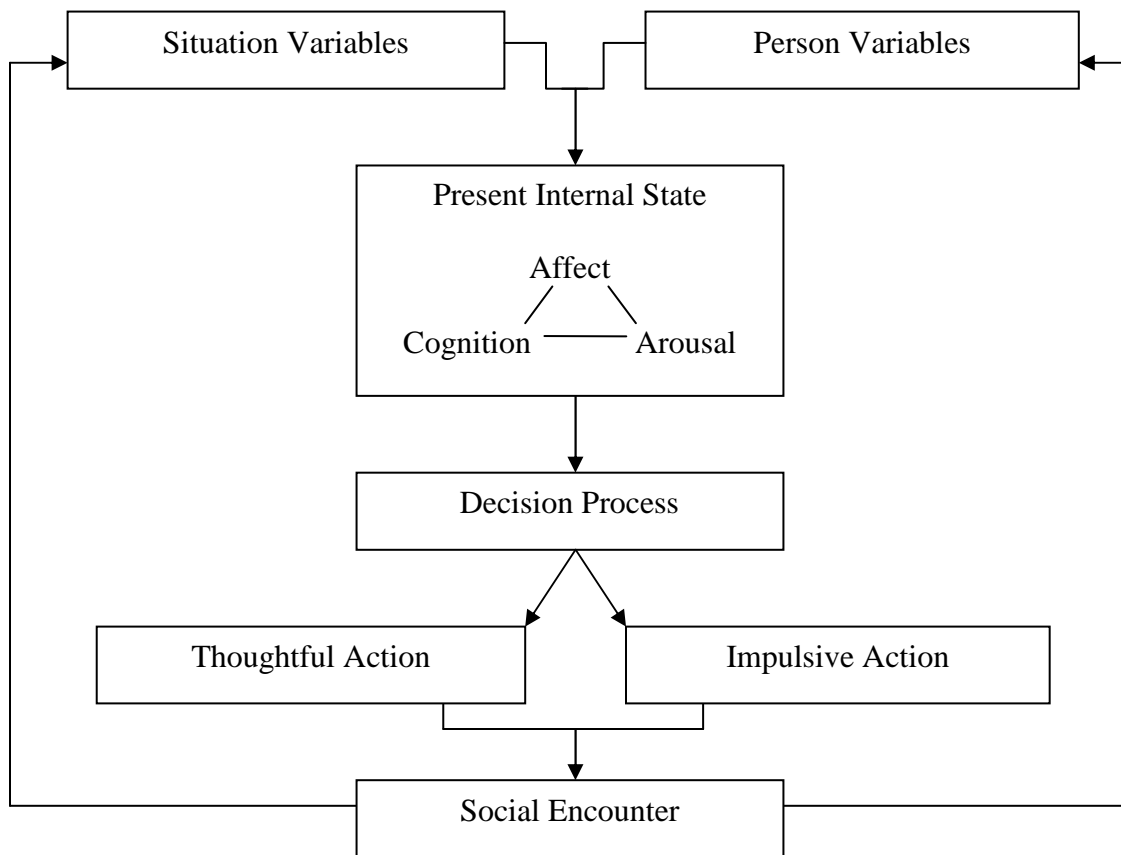 Situation Variables
Person Variables
Present Internal State
Affect
Cognition
Arousal
Decision Process
Thoughtful Action
Impulsive Action
Social Encounter